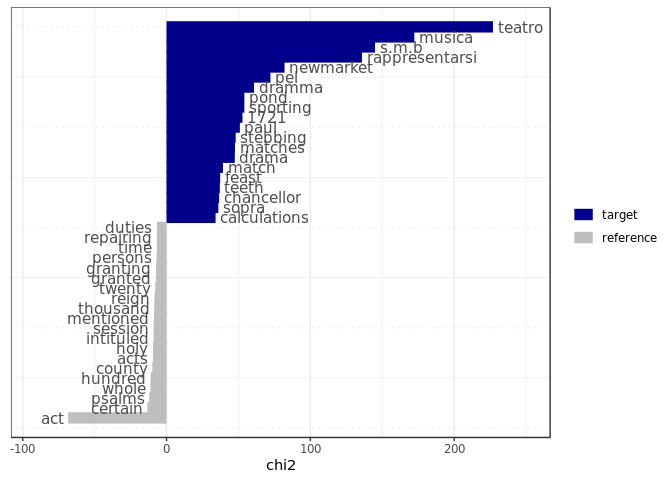 teatro
musica
s.m.b
rappresentarsi
newmarket
pel
dramma
pond
sporting
1721
paul
stebbing
matches
drama
match
feast
teeth
chancellor
sopra
calculations
duties
repairing
time
persons
granting
granted
twenty
reign
thousand
mentioned
session
intituled
holy
acts
county
hundred
whole
psalms
certain
act
target
reference
-100 0 100 200
chi2